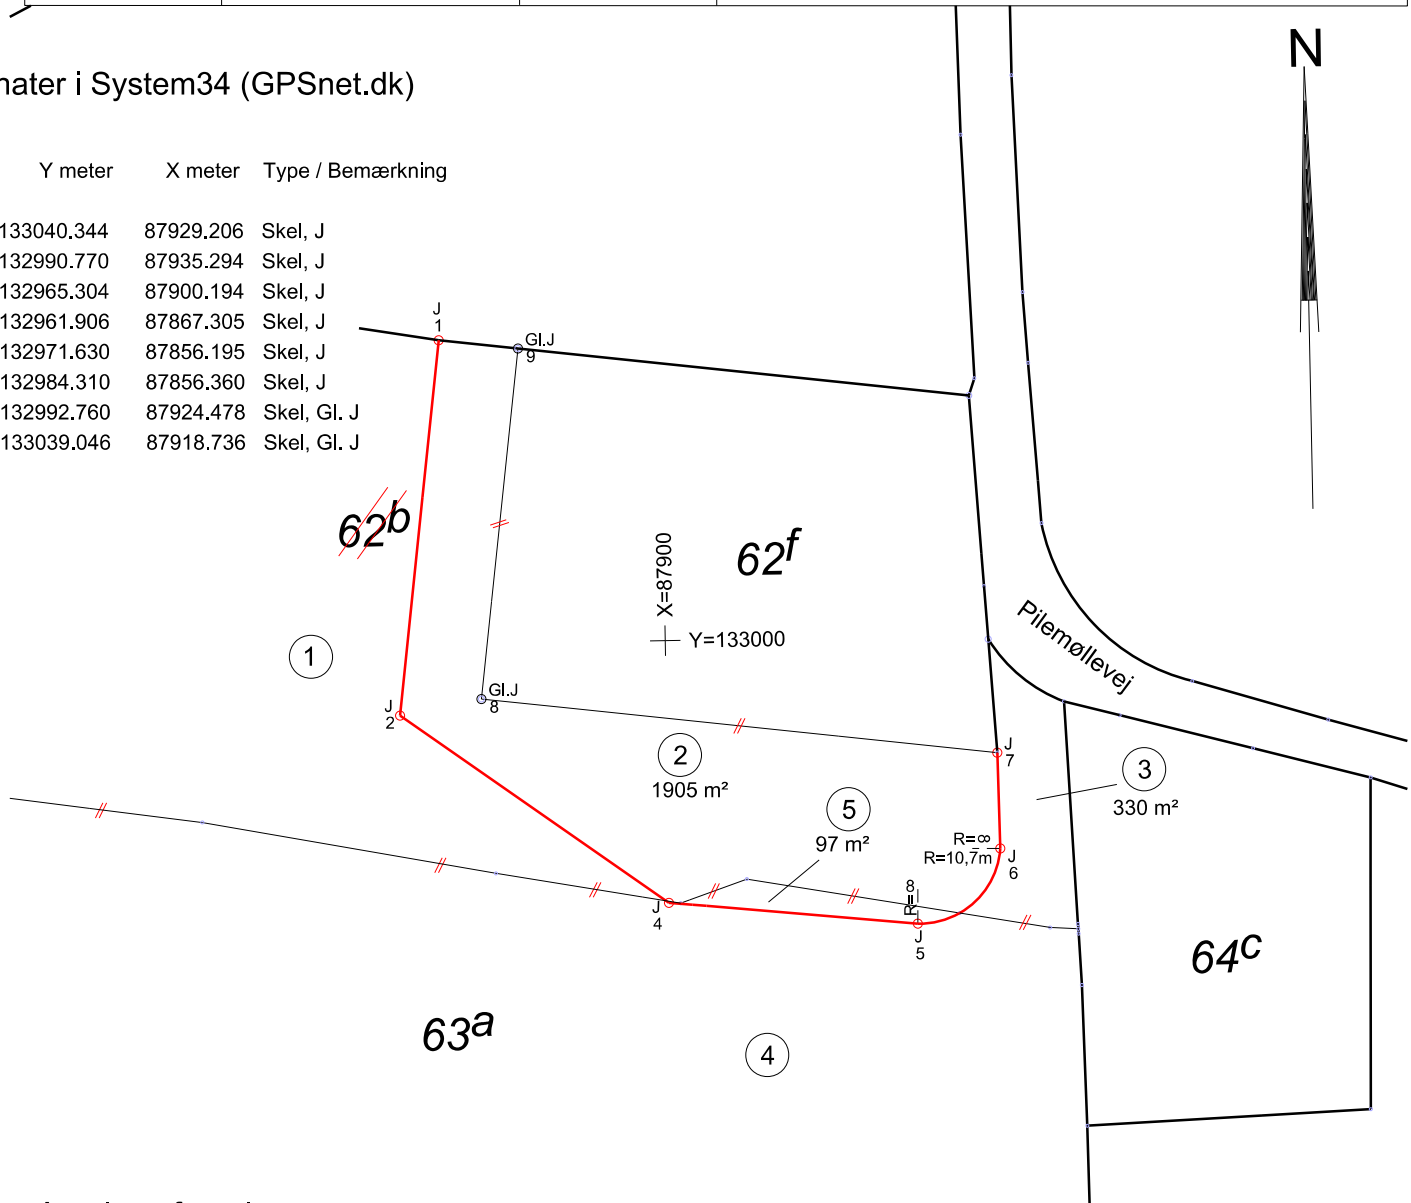 nater i System34 (GPSnet.dk)
N
Y meter X meter Type / Bemærkning
133040.344 87929.206 Skel, J
132990.770 87935.294 Skel, J
132965.304 87900.194 Skel, J
132961.906 87867.305 Skel, J
132971.630 87856.195 Skel, J
132984.310 87856.360 Skel, J
132992.760 87924.478 Skel, Gl. J
133039.046 87918.736 Skel, Gl. J
J
1
Gl.J
9
62b
62f
X=87900
Y=133000
Pilemøllevej
1
Gl.J
8
J
2
2
1905 m²
J
7
3
330 m²
5
97 m²
R=∞
R=10,7m
J
6
R=8
J
4
J
5
64c
63a
4